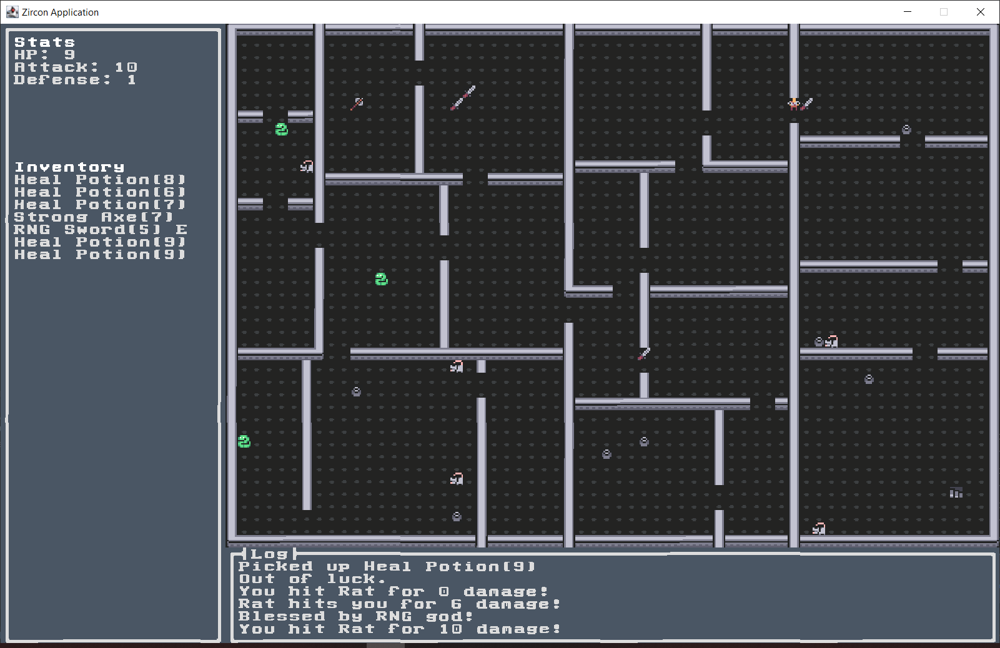 Zircon Application
Stats
HP: 9
Attack: 10
Defense: 1
Inventory
Heal Potion(8)
Heal Potion(6)
Heal Potion(7)
Strong Axe(7)
RNG Sword(5) E
Heal Potion(9)
Heal Potion(9)
Log
Picked up Heal Potion(9)
Out of luck.
You hit Rat for 0 damage!
Rat hits you for 6 damage!
Blessed by RNG god!
You hit Rat for 10 damage!